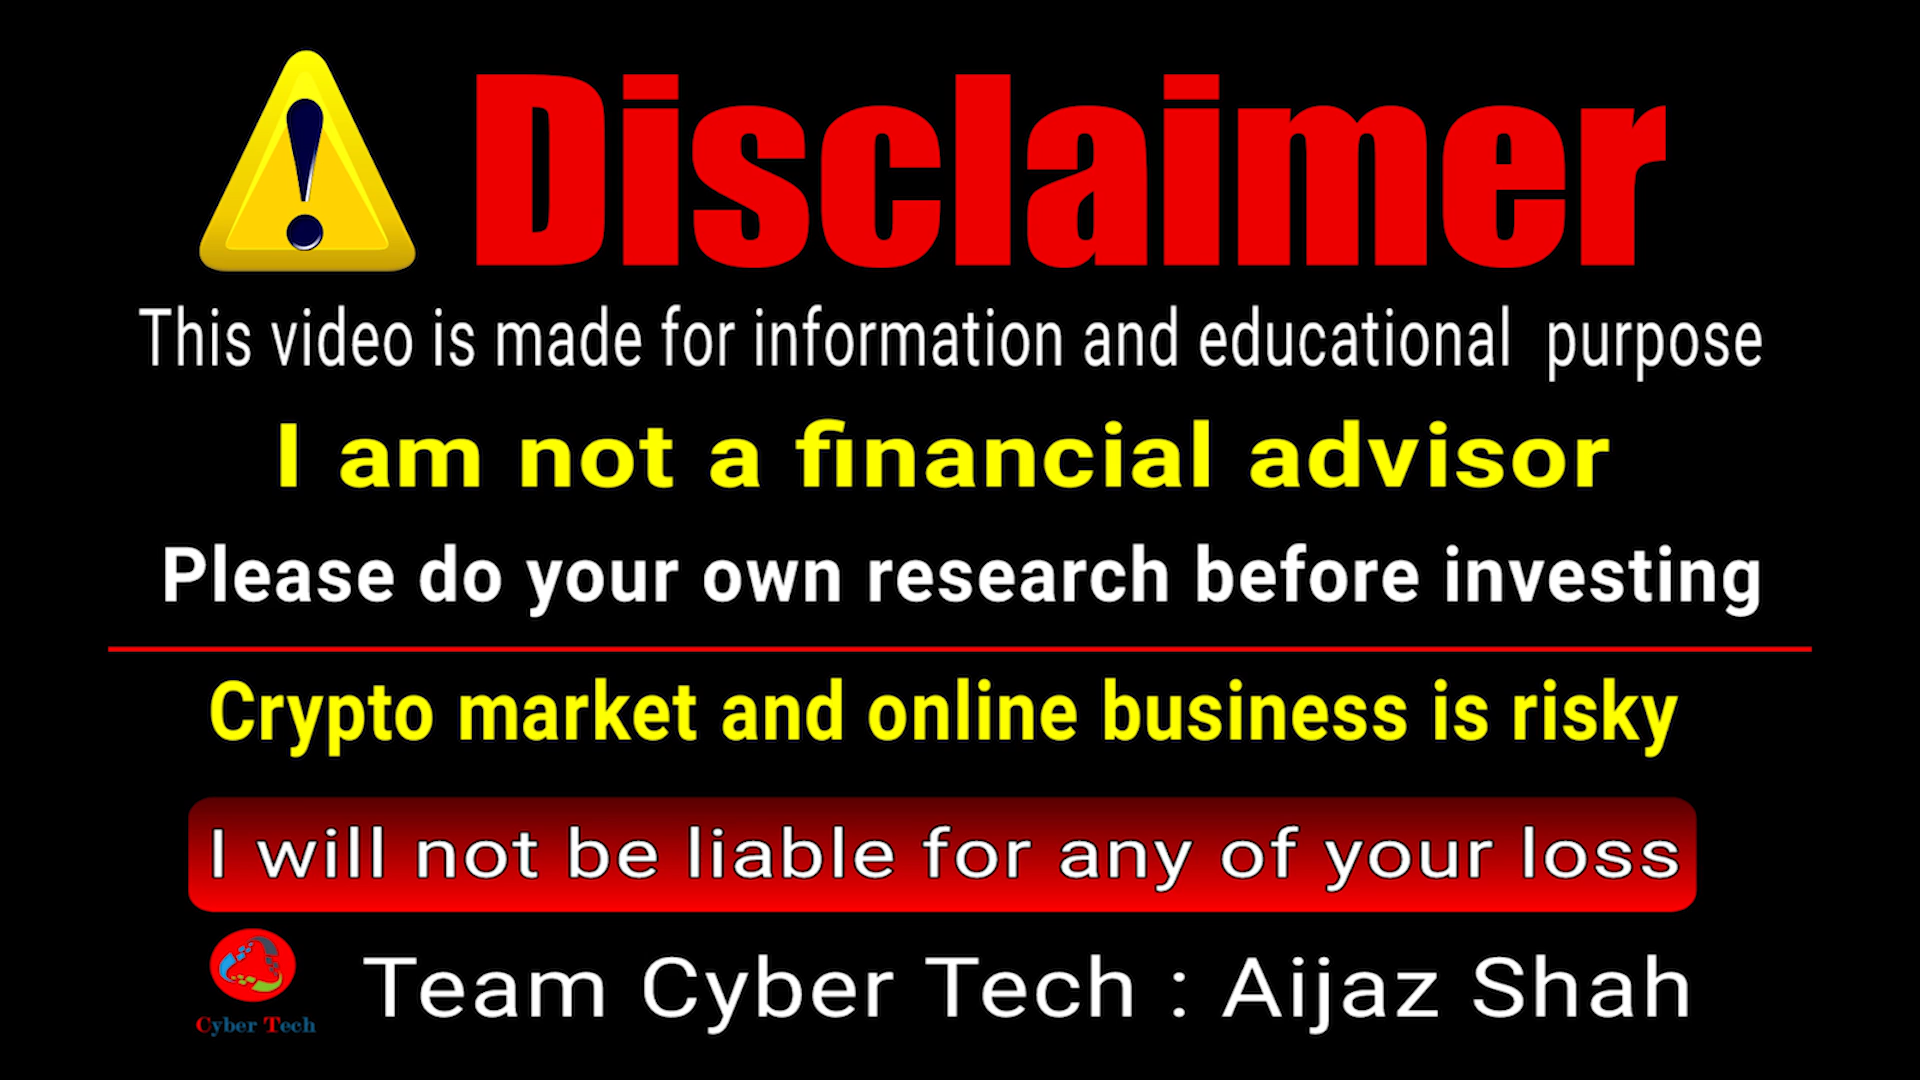 Disclaimer
This video is made for information and educational purpose
I am not a financial advisor
Please do your own research before investing
Crypto market and online business is risky
I will not be liable for any of your loss
Team Cyber Tech : Aijaz Shah
Cyber Tech